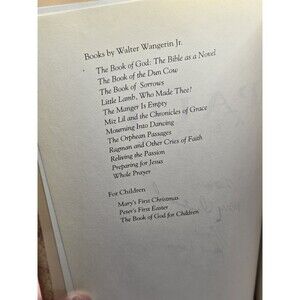 Books by Walter Wangerin Jr.
The Book of God: The Bible as a Novel
The Book of the Dun Cow
The Book of Sorrows
Little Lamb, Who Made Thee?
The Manger Is Empty
Miz Lil and the Chronicles of Grace
Mourning Into Dancing
The Orphean Passages
Ragman and Other Cries of Faith
Reliving the Passion
Preparing for Jesus
Whole Prayer
For Children
Mary's First Christmas
Peter's First Easter
The Book of God for Children